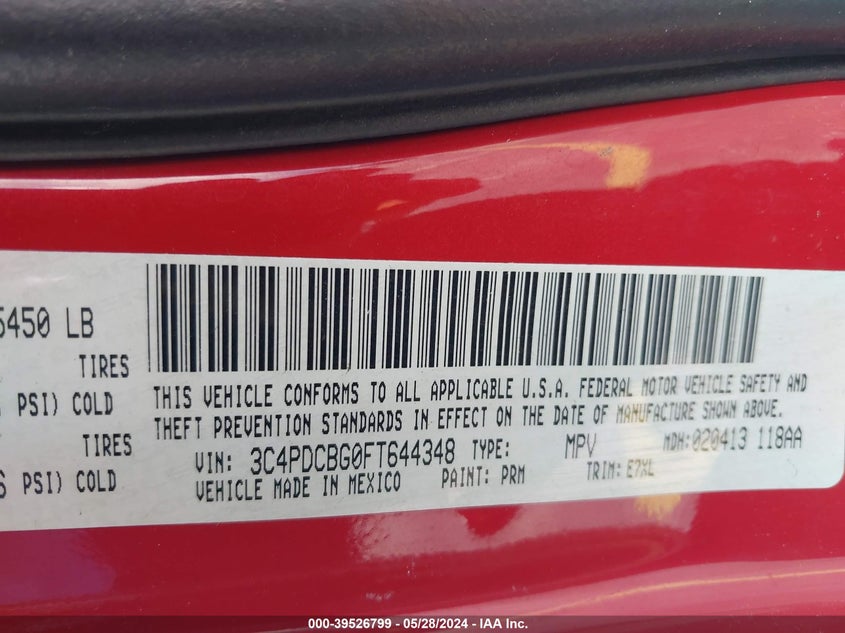 5450 LB
TIRES
PSI) COLD
TIRES
PSI) COLD
THIS VEHICLE CONFORMS TO ALL APPLICABLE U.S.A. FEDERAL MOTOR VEHICLE SAFETY AND
THEFT PREVENTION STANDARDS IN EFFECT ON THE DATE OF MANUFACTURE SHOWN ABOVE.
VIN: 3C4PDCBG0FT644348 TYPE: MPV MDH:020413 118AA
VEHICLE MADE IN MEXICO PAINT: PRM TRIM: E7XL
000-39526799 - 05/28/2024 - IAA Inc.